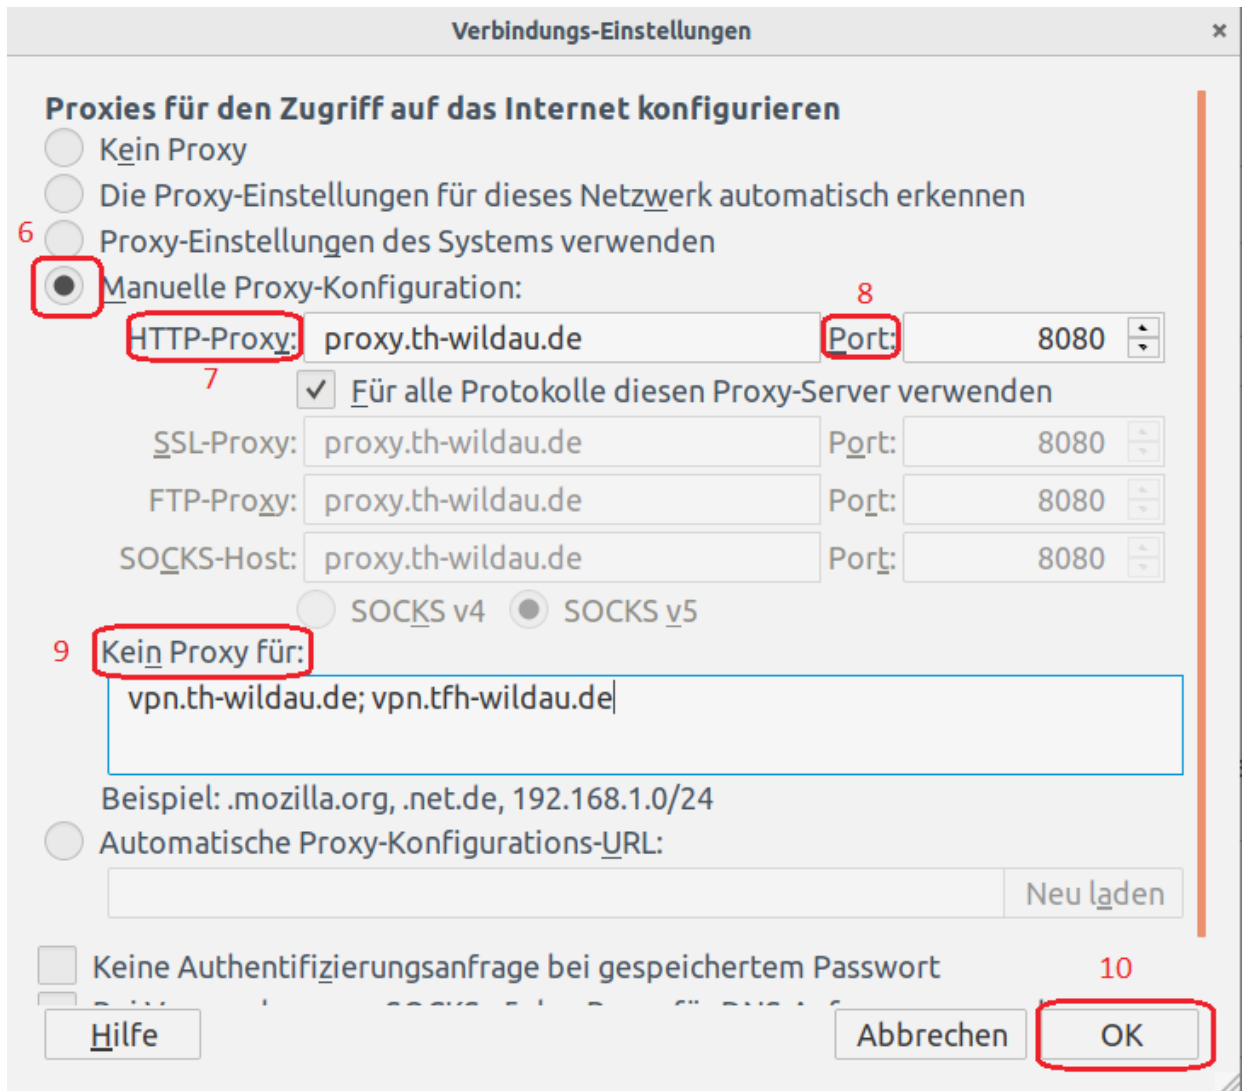 Verbindungs-Einstellungen ×
Proxies für den Zugriff auf das Internet konfigurieren
Kein Proxy
Die Proxy-Einstellungen für dieses Netzwerk automatisch erkennen
6 Proxy-Einstellungen des Systems verwenden
Manuelle Proxy-Konfiguration:
8
HTTP-Proxy: proxy.th-wildau.de Port: 8080
7
Für alle Protokolle diesen Proxy-Server verwenden
SSL-Proxy: proxy.th-wildau.de Port: 8080
FTP-Proxy: proxy.th-wildau.de Port: 8080
SOCKS-Host: proxy.th-wildau.de Port: 8080
SOCKS v4 SOCKS v5
9 Kein Proxy für:
vpn.th-wildau.de; vpn.tfh-wildau.de
Beispiel: .mozilla.org, .net.de, 192.168.1.0/24
Automatische Proxy-Konfigurations-URL:
Neu laden
Keine Authentifizierungsanfrage bei gespeichertem Passwort
10
Hilfe Abbrechen OK